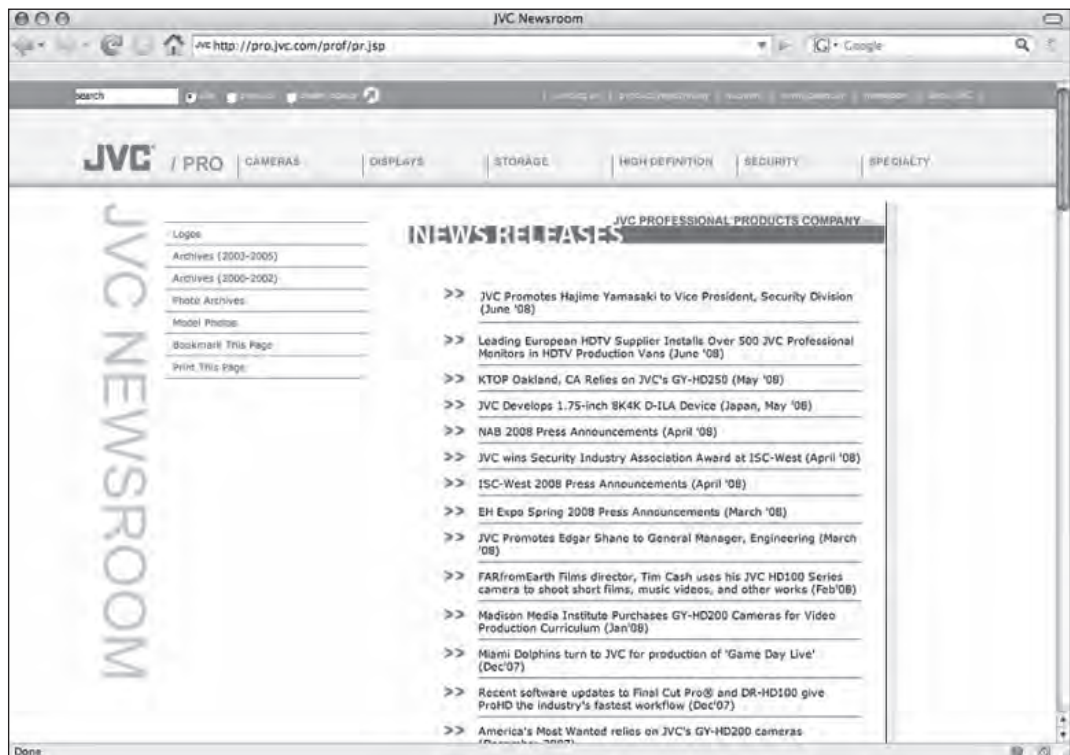 JVC Newsroom
JVC http://pro.jvc.com/prof/pr.jsp
G Google
search
JVC / PRO
CAMERAS
DISPLAYS
STORAGE
HIGH DEFINITION
SECURITY
SPECIALTY
JVC NEWSROOM
Logos
Archives (2003-2005)
Archives (2000-2002)
Photo Archives
Model Photos
Bookmark This Page
Print This Page
JVC PROFESSIONAL PRODUCTS COMPANY
NEWS RELEASES
>> JVC Promotes Hajime Yamasaki to Vice President, Security Division
(June '08)
>> Leading European HDTV Supplier Installs Over 500 JVC Professional
Monitors in HDTV Production Vans (June '08)
>> KTOP Oakland, CA Relies on JVC's GY-HD250 (May '08)
>> JVC Develops 1.75-inch 8K4K D-ILA Device (Japan, May '08)
>> NAB 2008 Press Announcements (April '08)
>> JVC wins Security Industry Association Award at ISC-West (April '08)
>> ISC-West 2008 Press Announcements (April '08)
>> EH Expo Spring 2008 Press Announcements (March '08)
>> JVC Promotes Edgar Shane to General Manager, Engineering (March
'08)
>> FARfromEarth Films director, Tim Cash uses his JVC HD100 Series
camera to shoot short films, music videos, and other works (Feb'08)
>> Madison Media Institute Purchases GY-HD200 Cameras for Video
Production Curriculum (Jan'08)
>> Miami Dolphins turn to JVC for production of 'Game Day Live'
(Dec'07)
>> Recent software updates to Final Cut Pro® and DR-HD100 give
ProHD the industry's fastest workflow (Dec'07)
>> America's Most Wanted relies on JVC's GY-HD200 cameras
(December 2007)
Done